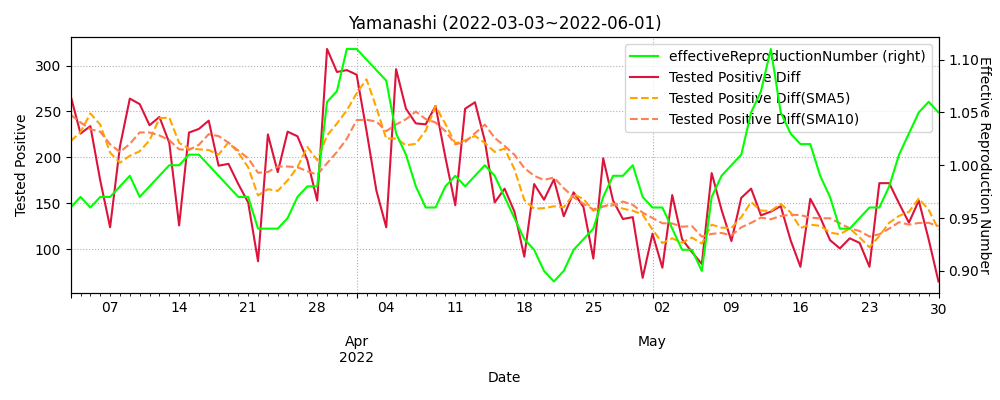 Yamanashi (2022-03-03~2022-06-01)
effectiveReproductionNumber (right)
Tested Positive Diff
Tested Positive Diff(SMA5)
Tested Positive Diff(SMA10)
Tested Positive
300
250
200
150
100
Effective Reproduction Number
1.10
1.05
1.00
0.95
0.90
07 14 21 28 04 11 18 25 02 09 16 23 30
Apr May
2022
Date